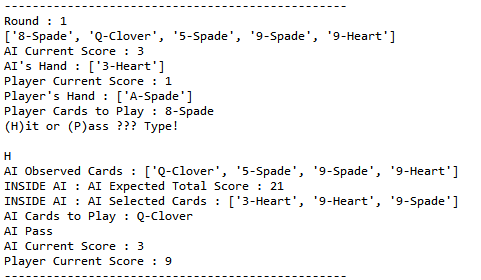 ------------------------------------------------
Round : 1
['8-Spade', 'Q-Clover', '5-Spade', '9-Spade', '9-Heart']
AI Current Score : 3
AI's Hand : ['3-Heart']
Player Current Score : 1
Player's Hand : ['A-Spade']
Player Cards to Play : 8-Spade
(H)it or (P)ass ??? Type!
H
AI Observed Cards : ['Q-Clover', '5-Spade', '9-Spade', '9-Heart']
INSIDE AI : AI Expected Total Score : 21
INSIDE AI : AI Selected Cards : ['3-Heart', '9-Heart', '9-Spade']
AI Cards to Play : Q-Clover
AI Pass
AI Current Score : 3
Player Current Score : 9
------------------------------------------------